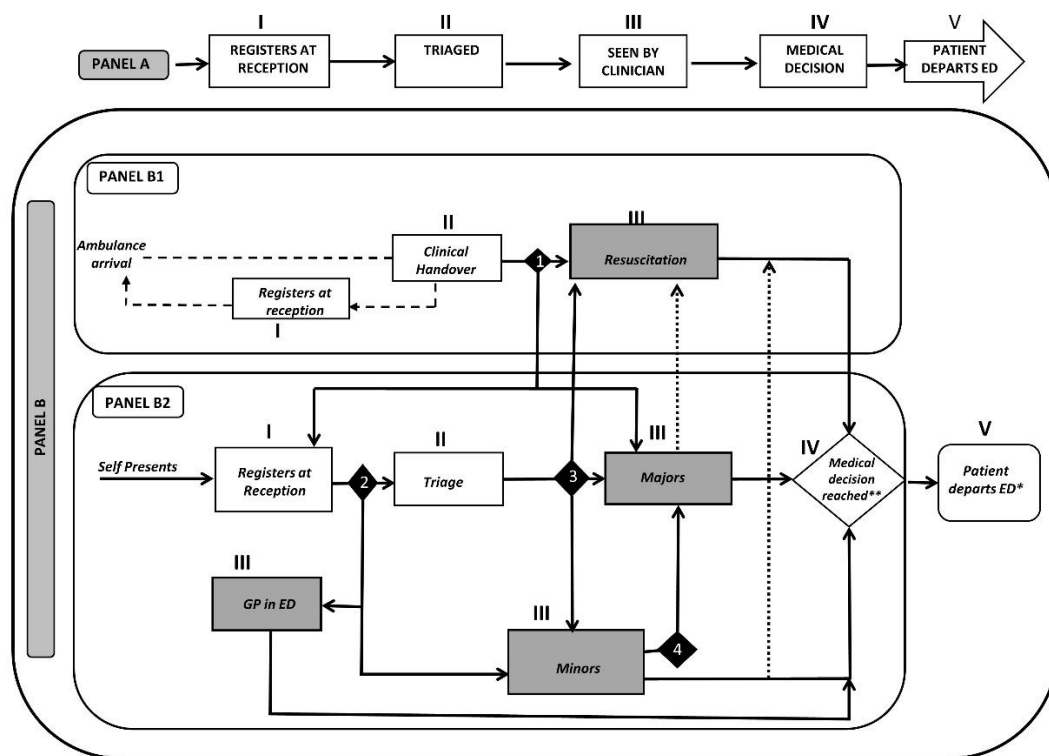 I
II
III
IV
V
PANEL A
REGISTERS AT
RECEPTION
TRIAGED
SEEN BY
CLINICIAN
MEDICAL
DECISION
PATIENT
DEPARTS ED
PANEL B
PANEL B1
Ambulance
arrival
II
Clinical
Handover
1
III
Resuscitation
Registers at
reception
I
PANEL B2
Self Presents
I
Registers at
Reception
2
II
Triage
3
III
Majors
IV
Medical
decision
reached**
V
Patient
departs ED*
III
GP in ED
III
Minors
4